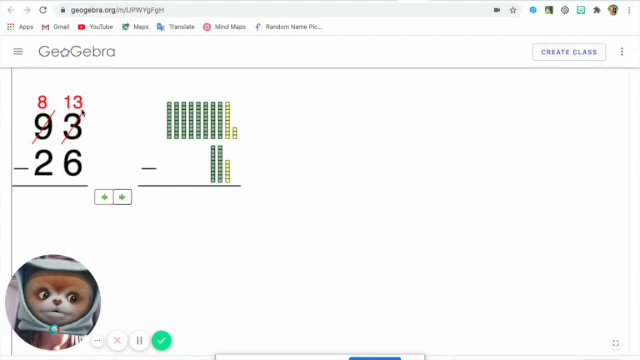 geogebra.org/m/UPWYgFgH
Apps
Gmail
YouTube
Maps
Translate
Mind Maps
Random Name Pick...
GeoGebra
CREATE CLASS
8 13
93
− 26
−